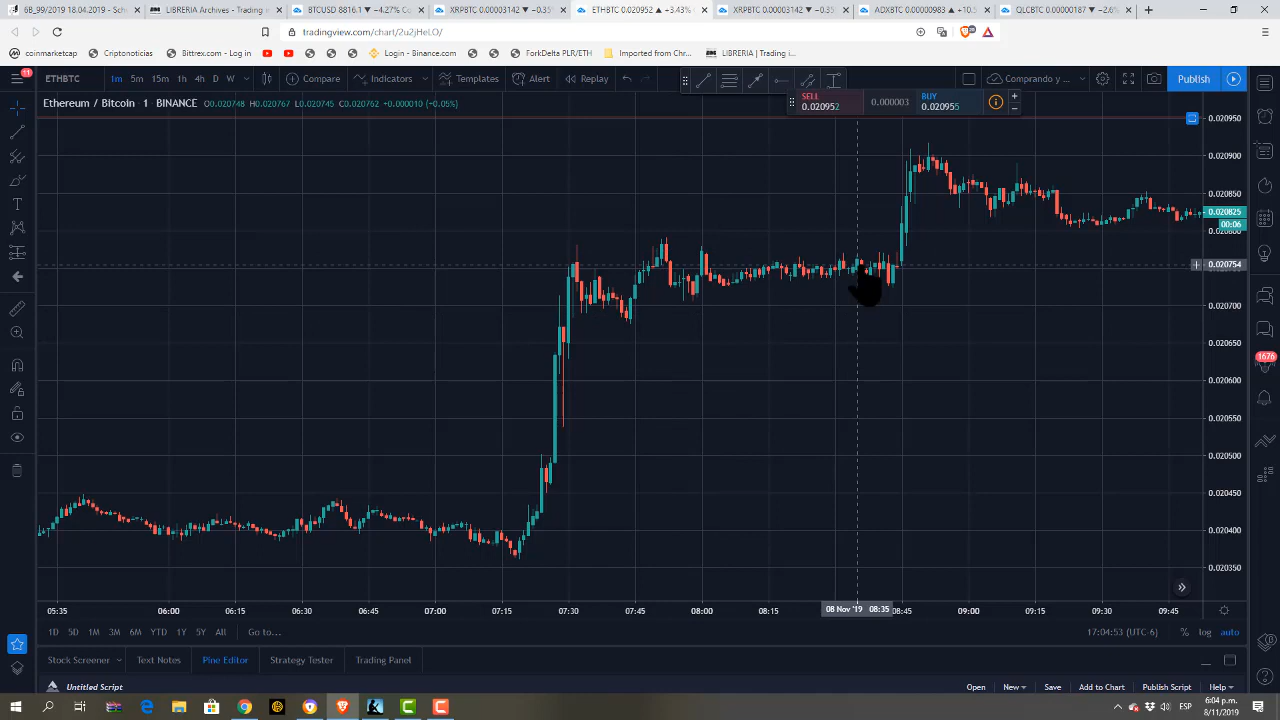 68_99/2019 18.04.2019 - Sche
LIBRERIA Archives - Trading
BTCUSD 8816.1 ▼ −4.27% Co
XRPBTC 0.00003142 ▼ −0.35
ETHBTC 0.020952 ▲ +3.43%
XRPBTC 0.00003142 ▼ −0.35
ADXBTC 0.00000983 ▲ +10.5
QLCBTC 0.00000187 ▼ −2.6
tradingview.com/chart/2u2jHeLO/
coinmarketcap
Criptonoticias
Bittrex.com - Login
Login - Binance.com
ForkDelta PLR/ETH
Imported from Chr...
LIBRERIA | Trading i...
11
ETHBTC
1m 5m 15m 1h 4h D W
Compare
Indicators
Templates
Alert
Replay
Comprando y ...
Publish
Ethereum / Bitcoin · 1 · BINANCE O0.020748 H0.020767 L0.020745 C0.020762 +0.000010 (+0.05%)
SELL
0.020952
0.000003
BUY
0.020955
0.020950
0.020900
0.020850
0.020825
00:06
0.020800
0.020754
0.020700
0.020650
0.020600
0.020550
0.020500
0.020450
0.020400
0.020350
1676
05:35 06:00 06:15 06:30 06:45 07:00 07:15 07:30 07:45 08:00 08:15 08 Nov '19 08:35 08:45 09:00 09:15 09:30 09:45
1D 5D 1M 3M 6M YTD 1Y 5Y All Go to...
17:04:53 (UTC-6) % log auto
Stock Screener
Text Notes
Pine Editor
Strategy Tester
Trading Panel
Untitled Script
Open New Save Add to Chart Publish Script Help
ESP
6:04 p.m.
8/11/2019